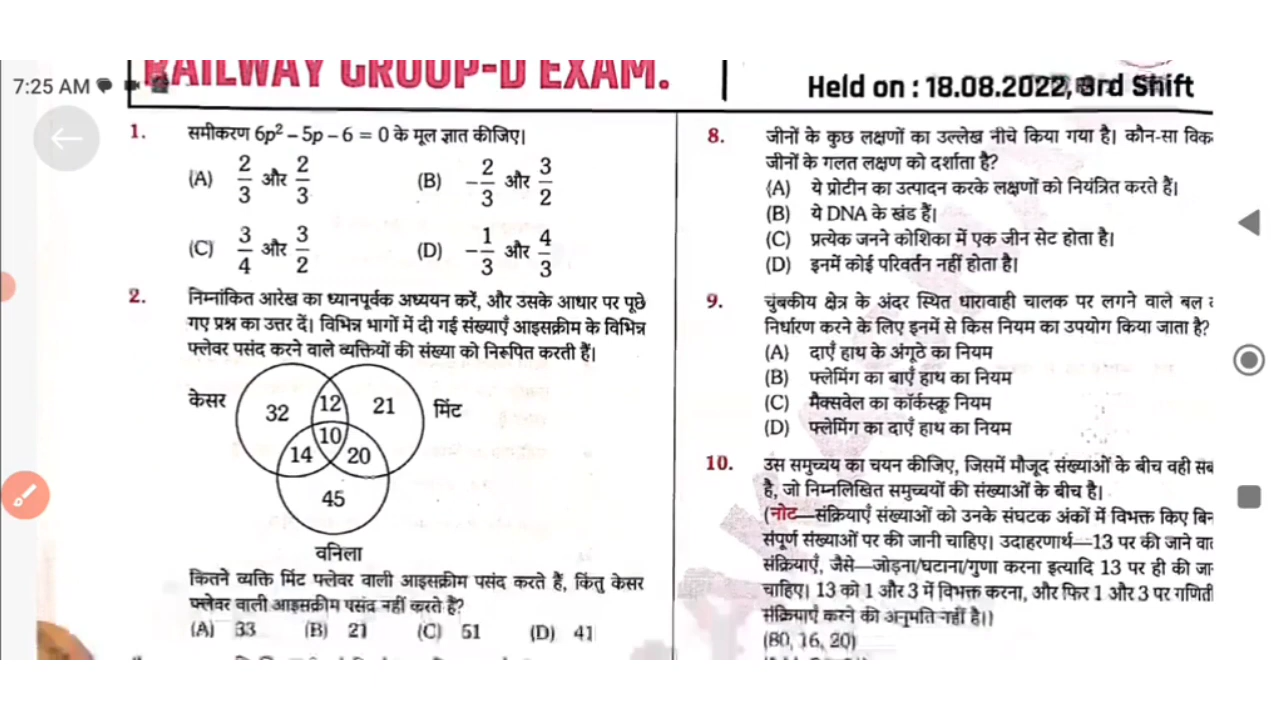 7:25 AM
RAILWAY GROUP-D EXAM.
Held on : 18.08.2022, 3rd Shift
1. समीकरण 6p² – 5p – 6 = 0 के मूल ज्ञात कीजिए।
(A) 2/3 और 2/3 (B) –2/3 और 3/2
(C) 3/4 और 3/2 (D) –1/3 और 4/3
2. निम्नांकित आरेख का ध्यानपूर्वक अध्ययन करें, और उसके आधार पर पूछे
गए प्रश्न का उत्तर दें। विभिन्न भागों में दी गई संख्याएँ आइसक्रीम के विभिन्न
फ्लेवर पसंद करने वाले व्यक्तियों की संख्या को निरूपित करती हैं।
केसर 32 12 21 मिंट
10
14 20
45
वनिला
कितने व्यक्ति मिंट फ्लेवर वाली आइसक्रीम पसंद करते हैं, किंतु केसर
फ्लेवर वाली आइसक्रीम पसंद नहीं करते हैं?
(A) 33 (B) 21 (C) 51 (D) 41
8. जीनों के कुछ लक्षणों का उल्लेख नीचे किया गया है। कौन-सा विक
जीनों के गलत लक्षण को दर्शाता है?
(A) ये प्रोटीन का उत्पादन करके लक्षणों को नियंत्रित करते हैं।
(B) ये DNA के खंड हैं।
(C) प्रत्येक जनने कोशिका में एक जीन सेट होता है।
(D) इनमें कोई परिवर्तन नहीं होता है।
9. चुंबकीय क्षेत्र के अंदर स्थित धारावाही चालक पर लगने वाले बल
निर्धारण करने के लिए इनमें से किस नियम का उपयोग किया जाता है?
(A) दाएँ हाथ के अंगूठे का नियम
(B) फ्लेमिंग का बाएँ हाथ का नियम
(C) मैक्सवेल का कॉर्कस्क्रू नियम
(D) फ्लेमिंग का दाएँ हाथ का नियम
10. उस समुच्चय का चयन कीजिए, जिसमें मौजूद संख्याओं के बीच वही संब
है, जो निम्नलिखित समुच्चयों की संख्याओं के बीच है।
(नोट—संक्रियाएँ संख्याओं को उनके संघटक अंकों में विभक्त किए बिन
संपूर्ण संख्याओं पर की जानी चाहिए। उदाहरणार्थ—13 पर की जाने वा
संक्रियाएँ, जैसे—जोड़ना/घटाना/गुणा करना इत्यादि 13 पर ही की जा
चाहिए। 13 को 1 और 3 में विभक्त करना, और फिर 1 और 3 पर गणिती
संक्रियाएँ करने की अनुमति नहीं है।)
(80, 16, 20)